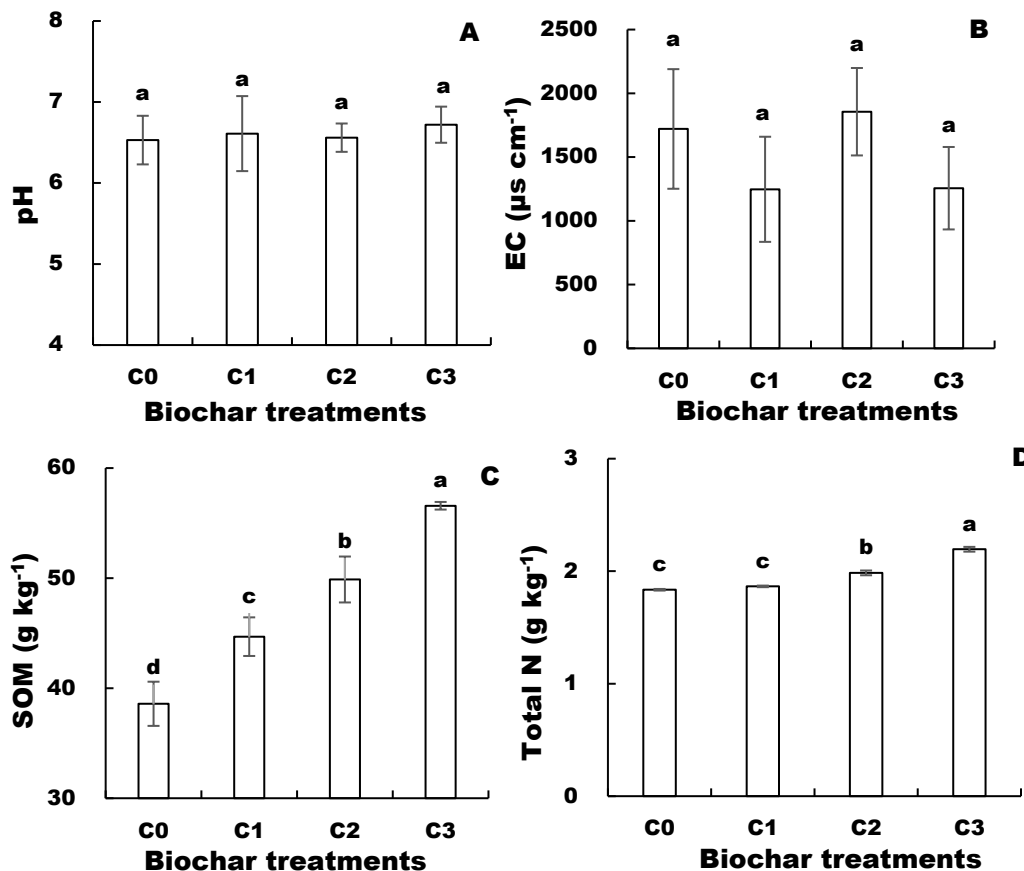 A
8
7
6
5
4
pH
a a a a
C0 C1 C2 C3
Biochar treatments
B
2500
2000
1500
1000
500
0
EC (µs cm-1)
a a a a
C0 C1 C2 C3
Biochar treatments
C
60
50
40
30
SOM (g kg-1)
d c b a
C0 C1 C2 C3
Biochar treatments
D
3
2
1
0
Total N (g kg-1)
c c b a
C0 C1 C2 C3
Biochar treatments